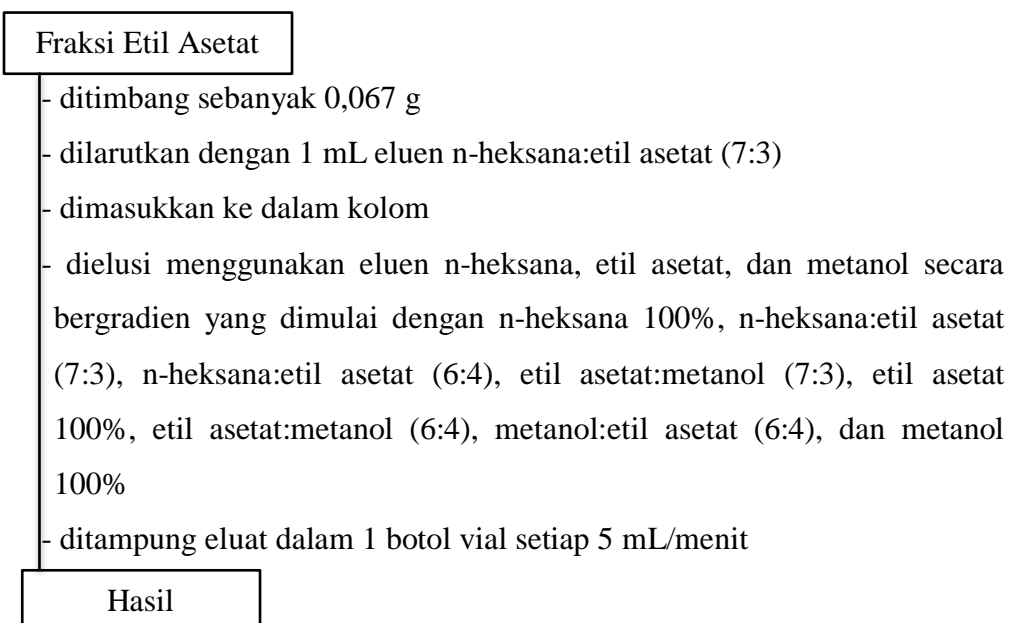 Fraksi Etil Asetat
- ditimbang sebanyak 0,067 g
- dilarutkan dengan 1 mL eluen n-heksana:etil asetat (7:3)
- dimasukkan ke dalam kolom
- dielusi menggunakan eluen n-heksana, etil asetat, dan metanol secara
bergradien yang dimulai dengan n-heksana 100%, n-heksana:etil asetat
(7:3), n-heksana:etil asetat (6:4), etil asetat:metanol (7:3), etil asetat
100%, etil asetat:metanol (6:4), metanol:etil asetat (6:4), dan metanol
100%
- ditampung eluat dalam 1 botol vial setiap 5 mL/menit
Hasil